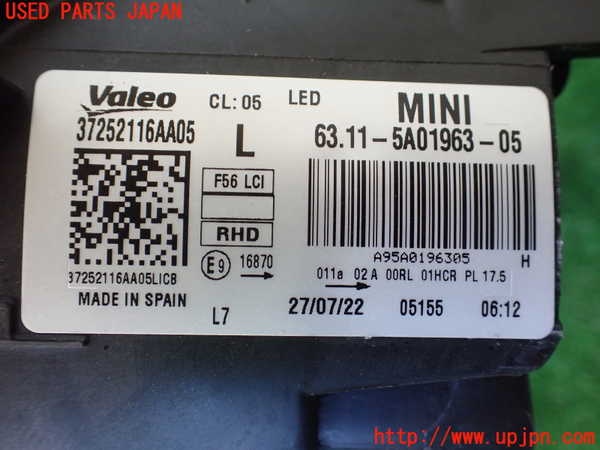 USED PARTS JAPAN
Valeo CL: 05 LED MINI
37252116AA05 L 63.11-5A01963-05
F56 LCI
RHD
E9 16870
A95A0196305 H
37252116AA05LICB
011a 02 A 00RL 01HCR PL 17.5
MADE IN SPAIN L7 27/07/22 05155 06:12
UPJ
http://www.upjpn.com/